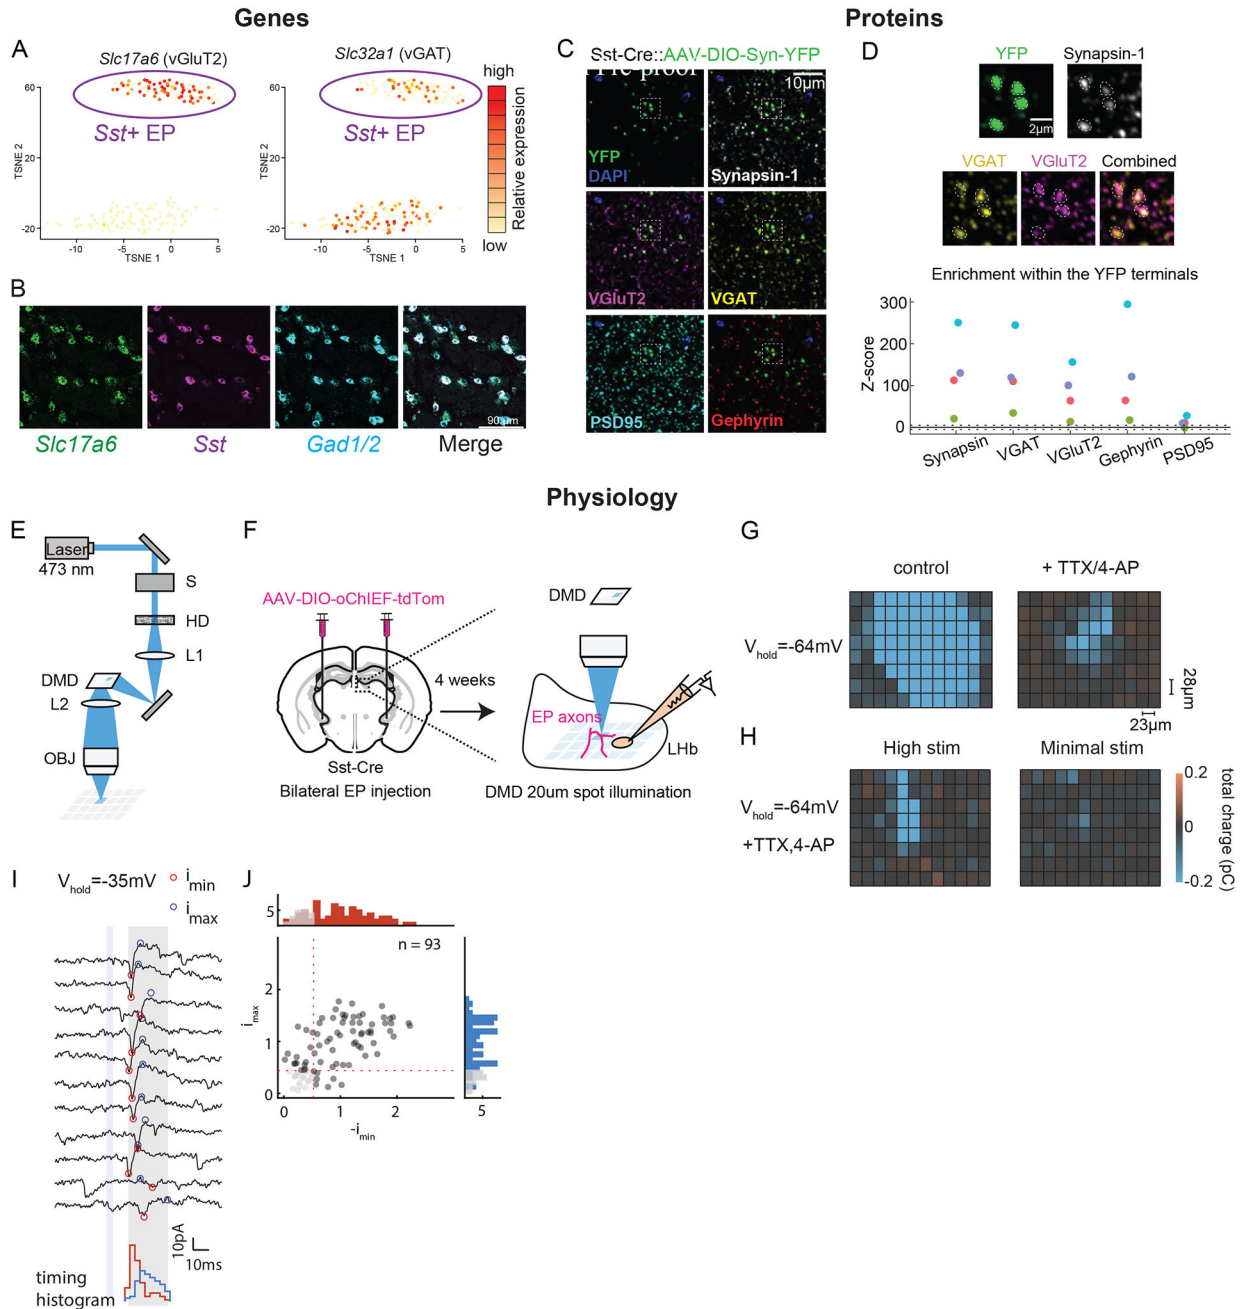 Genes
Proteins
A
Slc17a6 (vGluT2)
Slc32a1 (vGAT)
high
60
20
-20
TSNE 2
Sst+ EP
-10
-5
0
5
TSNE 1
60
20
-20
TSNE 2
Sst+ EP
-10
-5
0
5
TSNE 1
Relative expression
low
B
Slc17a6
Sst
Gad1/2
90 µm
Merge
C
Sst-Cre::AAV-DIO-Syn-YFP
Pre-proof
10µm
YFP
DAPI
Synapsin-1
VGluT2
VGAT
PSD95
Gephyrin
D
YFP
Synapsin-1
2µm
VGAT
VGluT2
Combined
Enrichment within the YFP terminals
Z-score
300
200
100
0
Synapsin
VGAT
VGluT2
Gephyrin
PSD95
Physiology
E
Laser
473 nm
S
HD
L1
DMD
L2
OBJ
F
AAV-DIO-oChIEF-tdTom
Sst-Cre
Bilateral EP injection
4 weeks
DMD
EP axons
LHb
DMD 20um spot illumination
G
control
+ TTX/4-AP
Vhold=-64mV
28µm
23µm
H
High stim
Minimal stim
Vhold=-64mV
+TTX,4-AP
0.2
0
-0.2
total charge (pC)
I
Vhold=-35mV
imin
imax
10pA
10ms
timing
histogram
J
5
n = 93
imax
2
1
0
0
1
2
-imin
5